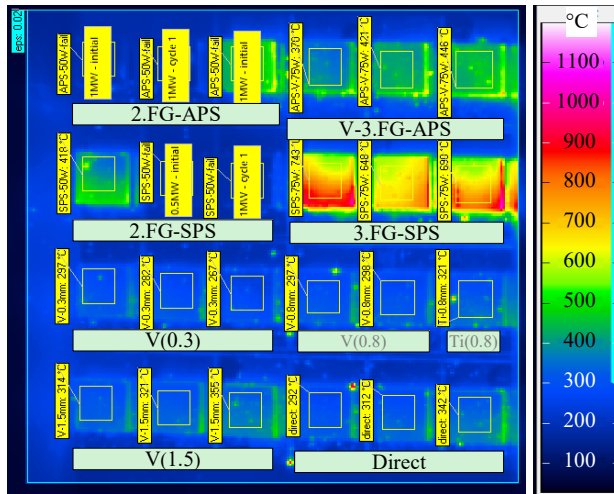 eps: 0.02
APS-50W-fail
1MW - initial
APS-50W-fail
1MW - cycle 1
APS-50W-fail
1MW - initial
APS-V-75W: 370 °C
APS-V-75W: 421 °C
APS-V-75W: 446 °C
2.FG-APS
V-3.FG-APS
SPS-50W: 418 °C
SPS-50W-fail
0.5MW - initial
SPS-50W-fail
1MW - cycle 1
SPS-75W: 743 °C
SPS-75W: 648 °C
SPS-75W: 690 °C
2.FG-SPS
3.FG-SPS
V-0.3mm: 297 °C
V-0.3mm: 282 °C
V-0.3mm: 267 °C
V-0.8mm: 297 °C
V-0.8mm: 298 °C
Ti-0.8mm: 321 °C
V(0.3)
V(0.8)
Ti(0.8)
V-1.5mm: 314 °C
V-1.5mm: 321 °C
V-1.5mm: 355 °C
direct: 292 °C
direct: 312 °C
direct: 342 °C
V(1.5)
Direct
°C
1100
1000
900
800
700
600
500
400
300
200
100